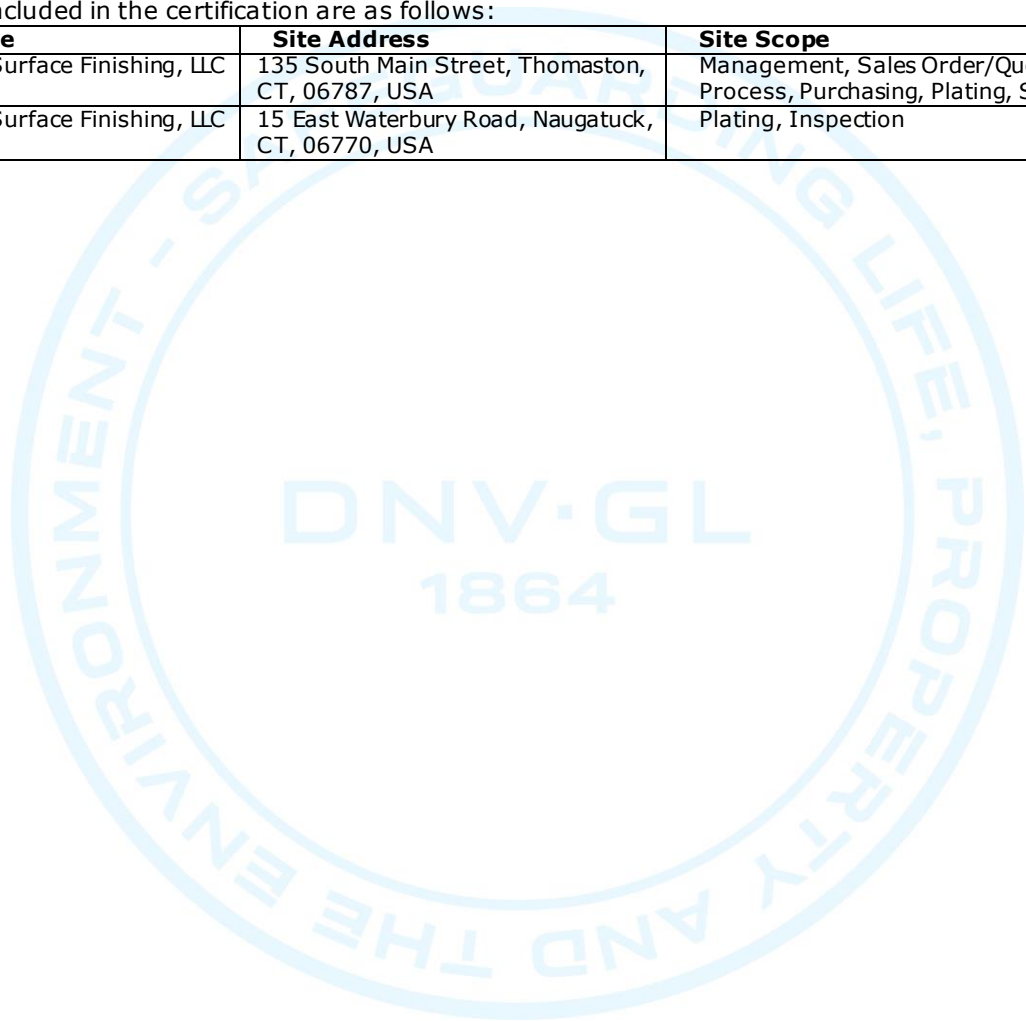 ncluded in the certification are as follows:
e Site Address Site Scope
Surface Finishing, LLC 135 South Main Street, Thomaston, Management, Sales Order/Qu
CT, 06787, USA Process, Purchasing, Plating, S
Surface Finishing, LLC 15 East Waterbury Road, Naugatuck, Plating, Inspection
CT, 06770, USA
SAFEGUARDING LIFE, PROPERTY AND THE ENVIRONMENT -
DNV·GL
1864